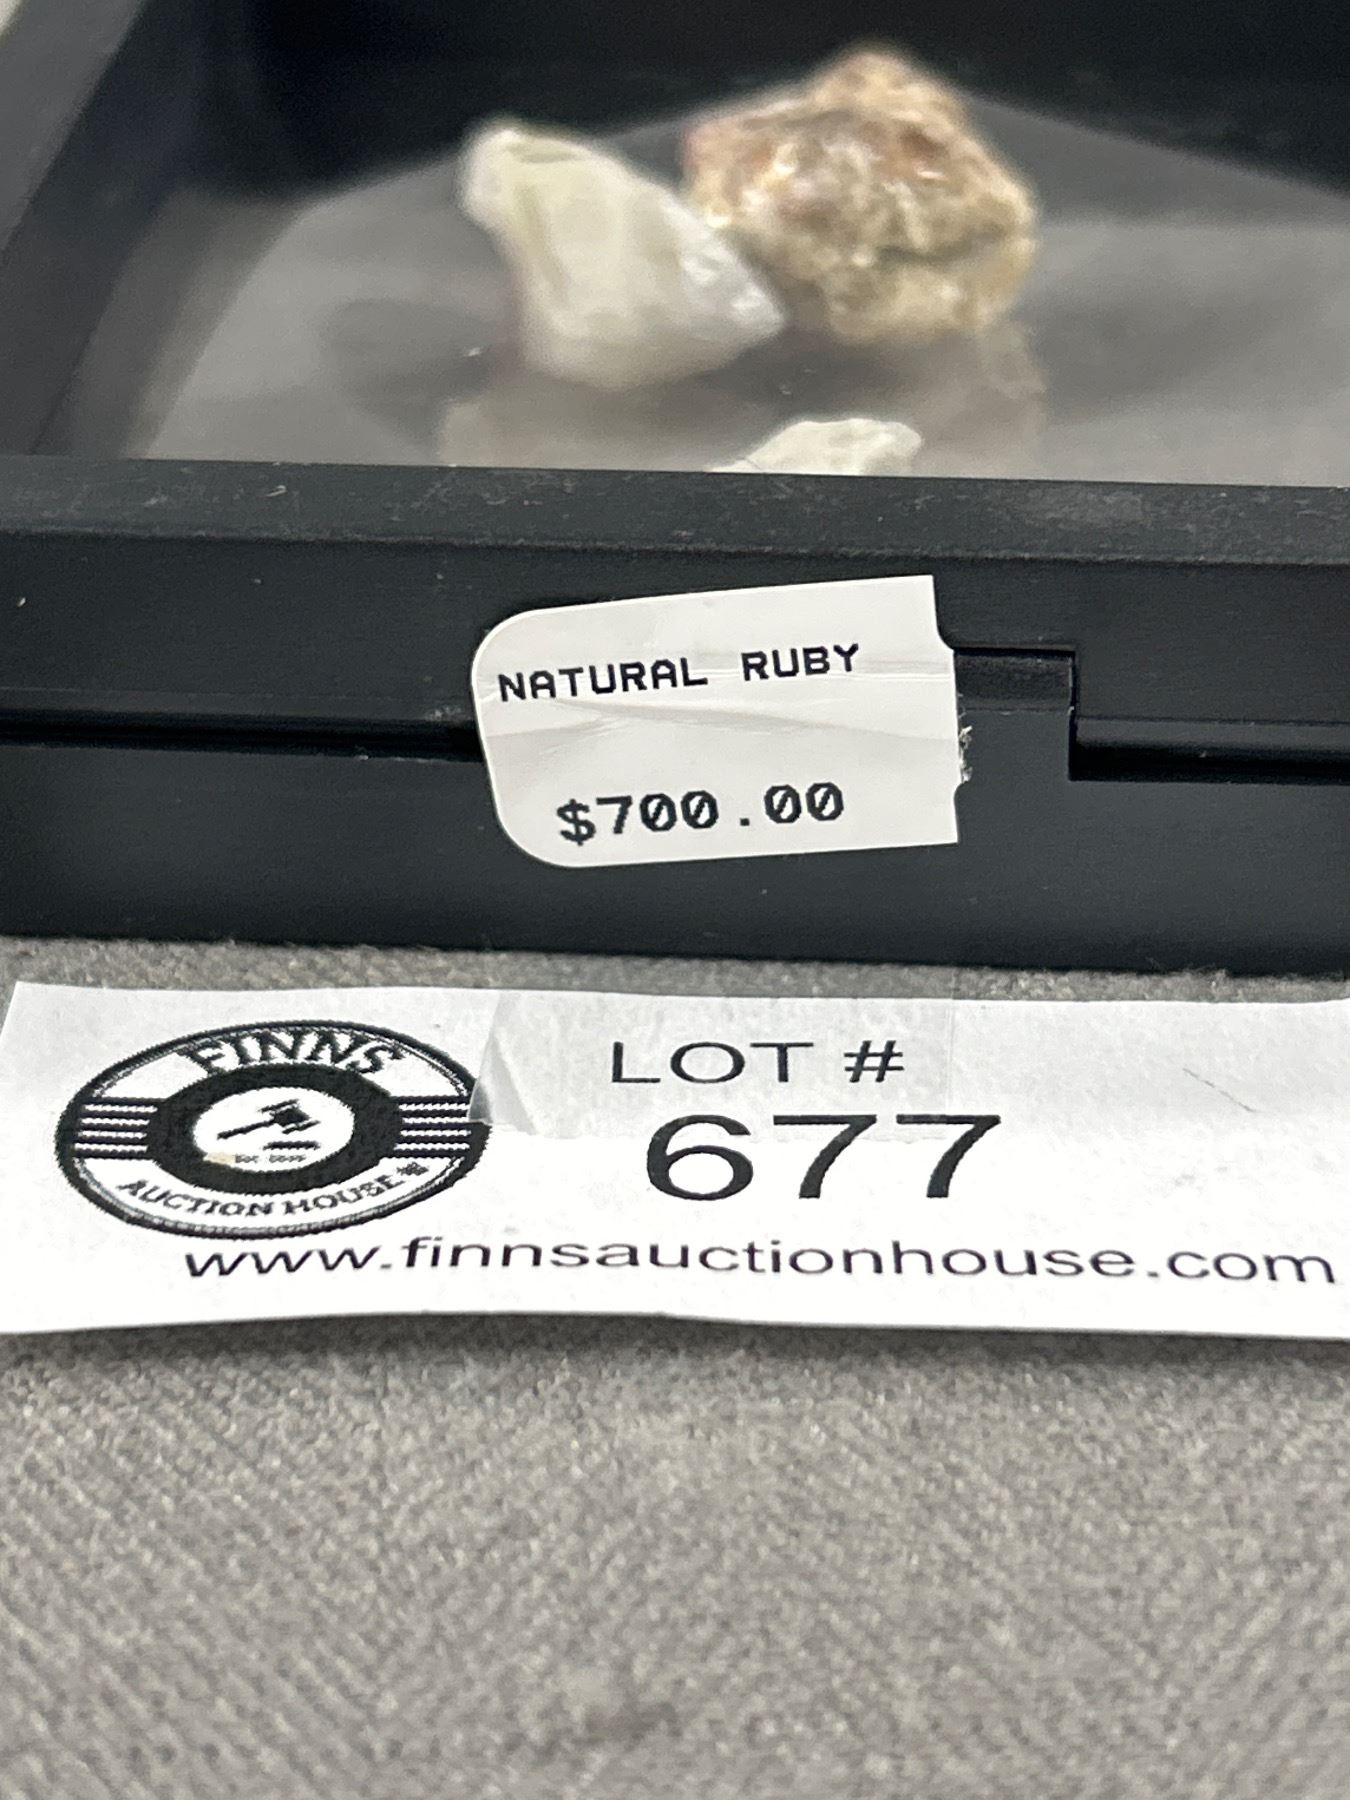 NATURAL RUBY
$700.00
FINNS
AUCTION HOUSE
LOT #
677
www.finnsauctionhouse.com